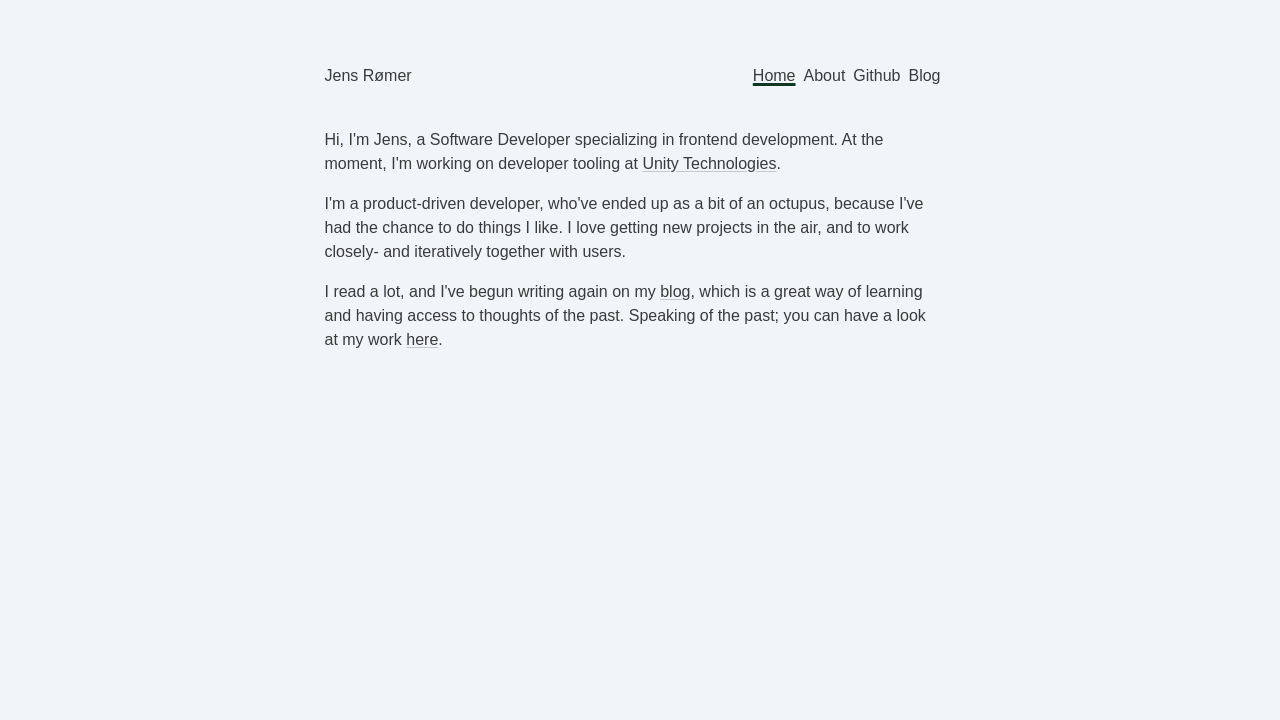 Jens Rømer
Home About Github Blog
Hi, I'm Jens, a Software Developer specializing in frontend development. At the
moment, I'm working on developer tooling at Unity Technologies.
I'm a product-driven developer, who've ended up as a bit of an octupus, because I've
had the chance to do things I like. I love getting new projects in the air, and to work
closely- and iteratively together with users.
I read a lot, and I've begun writing again on my blog, which is a great way of learning
and having access to thoughts of the past. Speaking of the past; you can have a look
at my work here.